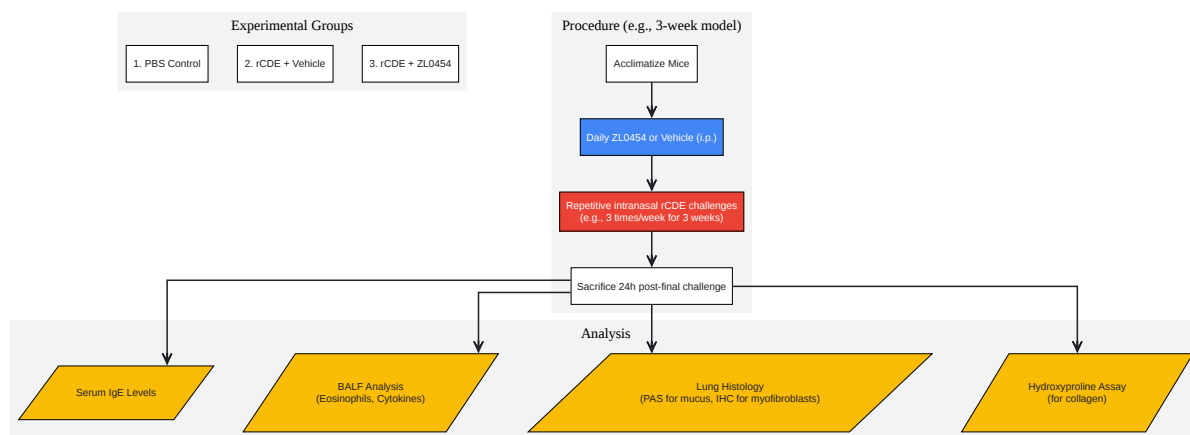 Experimental Groups
1. PBS Control
2. rCDE + Vehicle
3. rCDE + ZL0454
Procedure (e.g., 3-week model)
Acclimatize Mice
Daily ZL0454 or Vehicle (i.p.)
Repetitive intranasal rCDE challenges
(e.g., 3 times/week for 3 weeks)
Sacrifice 24h post-final challenge
Analysis
Serum IgE Levels
BALF Analysis
(Eosinophils, Cytokines)
Lung Histology
(PAS for mucus, IHC for myofibroblasts)
Hydroxyproline Assay
(for collagen)